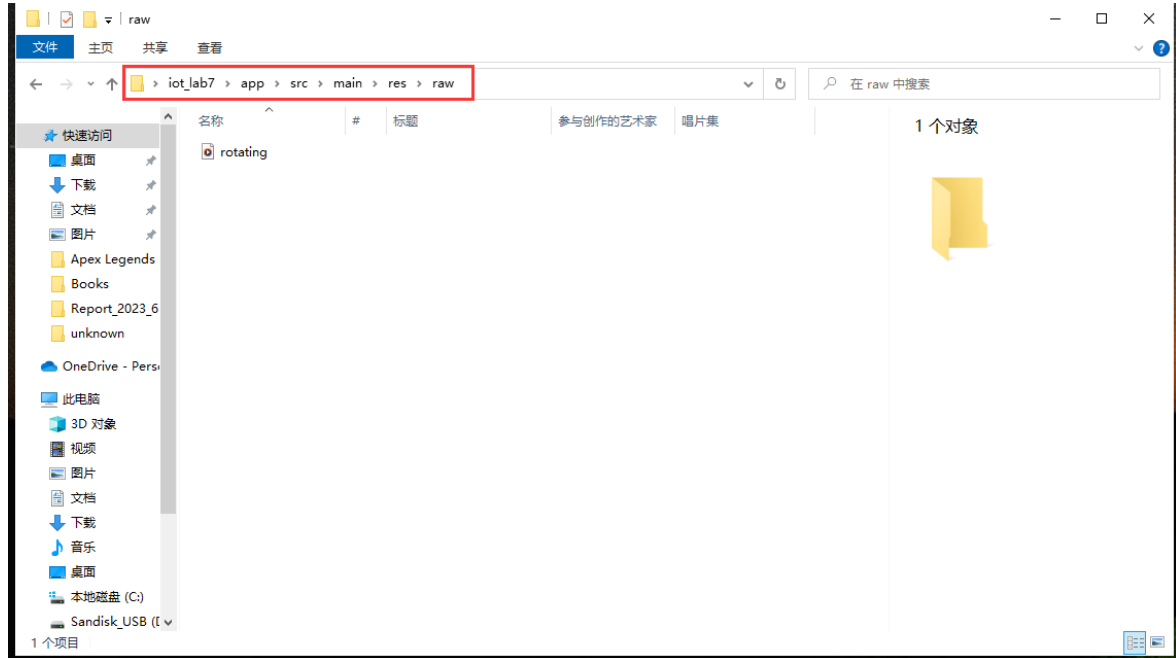 raw
文件 主页 共享 查看
iot_lab7 › app › src › main › res › raw
在 raw 中搜索
名称 # 标题 参与创作的艺术家 唱片集
rotating
1 个对象
快速访问
桌面
下载
文档
图片
Apex Legends
Books
Report_2023_6
unknown
OneDrive - Pers
此电脑
3D 对象
视频
图片
文档
下载
音乐
桌面
本地磁盘 (C:)
Sandisk_USB (
1 个项目